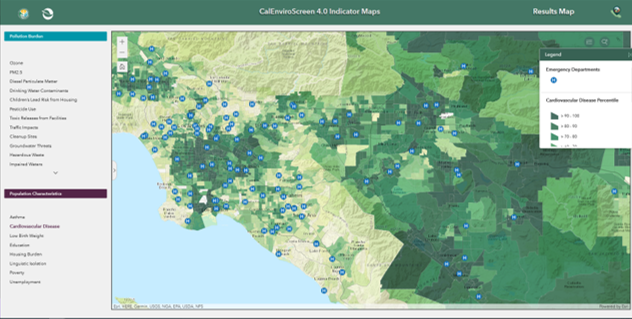 CalEnviroScreen 4.0 Indicator Maps
Results Map
Pollution Burden
Ozone
PM2.5
Diesel Particulate Matter
Drinking Water Contaminants
Children's Lead Risk from Housing
Pesticide Use
Toxic Releases from Facilities
Traffic Impacts
Cleanup Sites
Groundwater Threats
Hazardous Waste
Impaired Waters
Population Characteristics
Asthma
Cardiovascular Disease
Low Birth Weight
Education
Housing Burden
Linguistic Isolation
Poverty
Unemployment
Legend
Emergency Departments
H
Cardiovascular Disease Percentile
> 90 - 100
> 80 - 90
> 70 - 80
Esri, HERE, Garmin, USGS, NGA, EPA, USDA, NPS
Powered by Esri